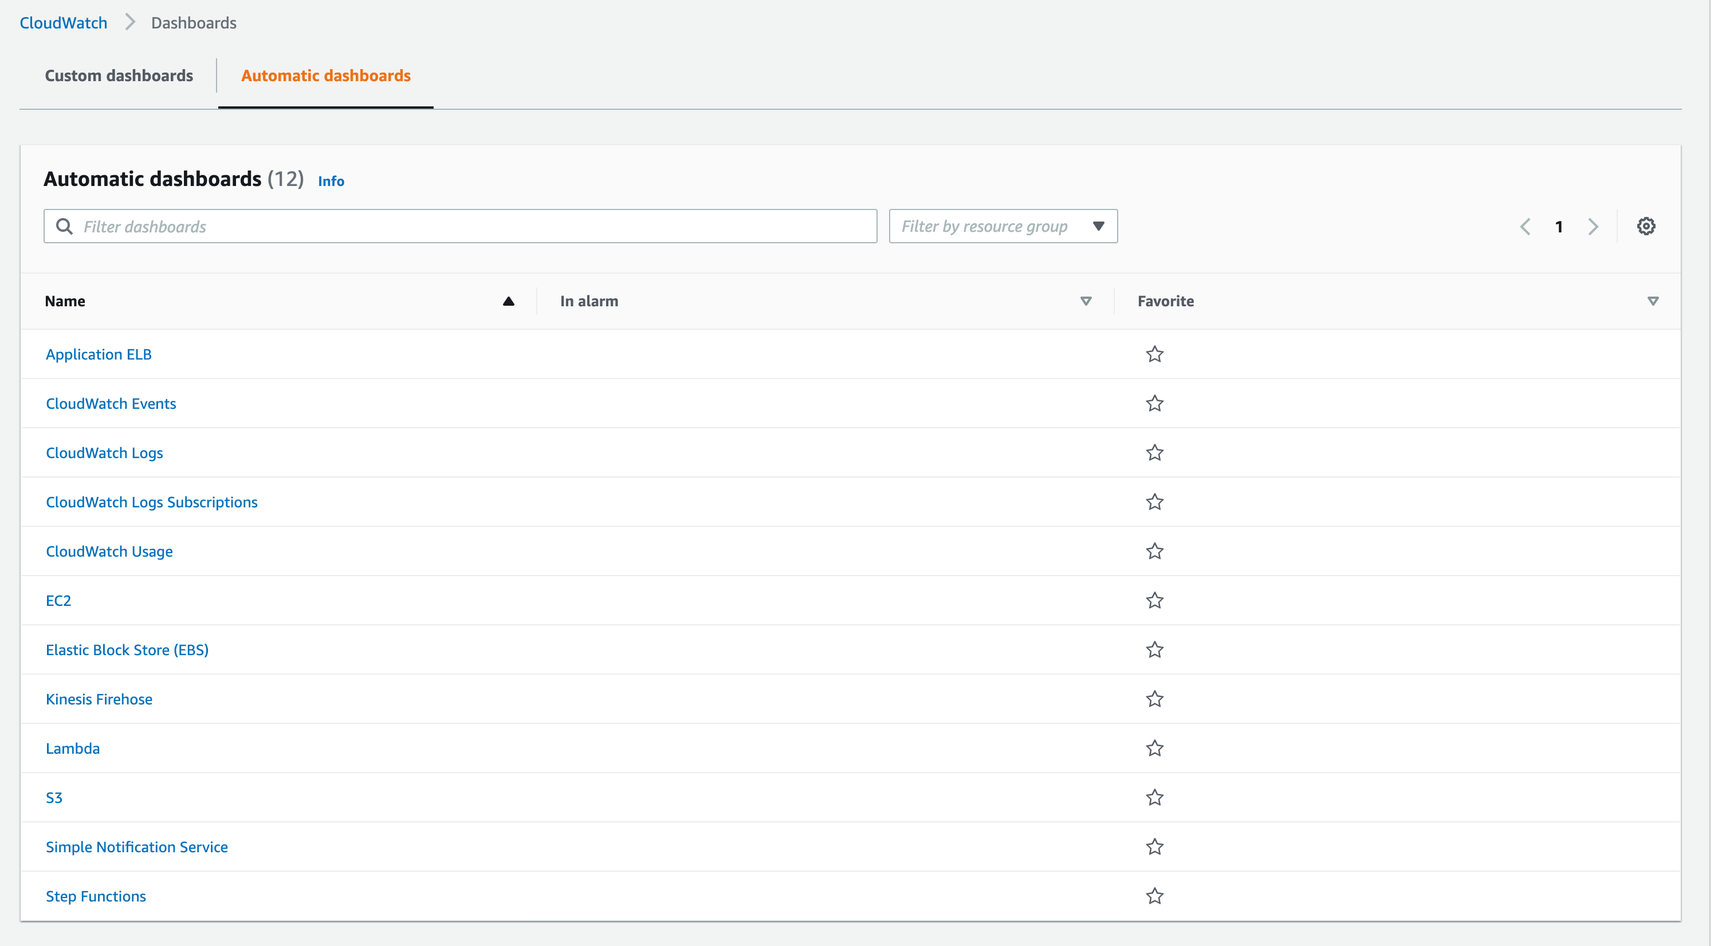 CloudWatch Dashboards
Custom dashboards Automatic dashboards
Automatic dashboards (12) Info
Filter dashboards Filter by resource group 1
Name In alarm Favorite
Application ELB
CloudWatch Events
CloudWatch Logs
CloudWatch Logs Subscriptions
CloudWatch Usage
EC2
Elastic Block Store (EBS)
Kinesis Firehose
Lambda
S3
Simple Notification Service
Step Functions